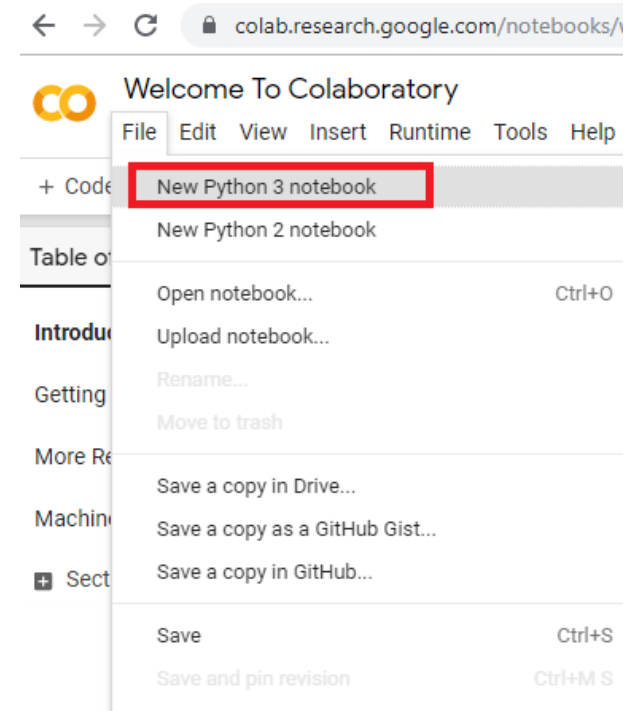 colab.research.google.com/notebooks/
CO
Welcome To Colaboratory
File Edit View Insert Runtime Tools Help
+ Code
New Python 3 notebook
New Python 2 notebook
Table of
Open notebook... Ctrl+O
Introdu
Upload notebook...
Rename...
Getting
Move to trash
More Re
Save a copy in Drive...
Machin
Save a copy as a GitHub Gist...
Save a copy in GitHub...
Sect
Save Ctrl+S
Save and pin revision Ctrl+M S